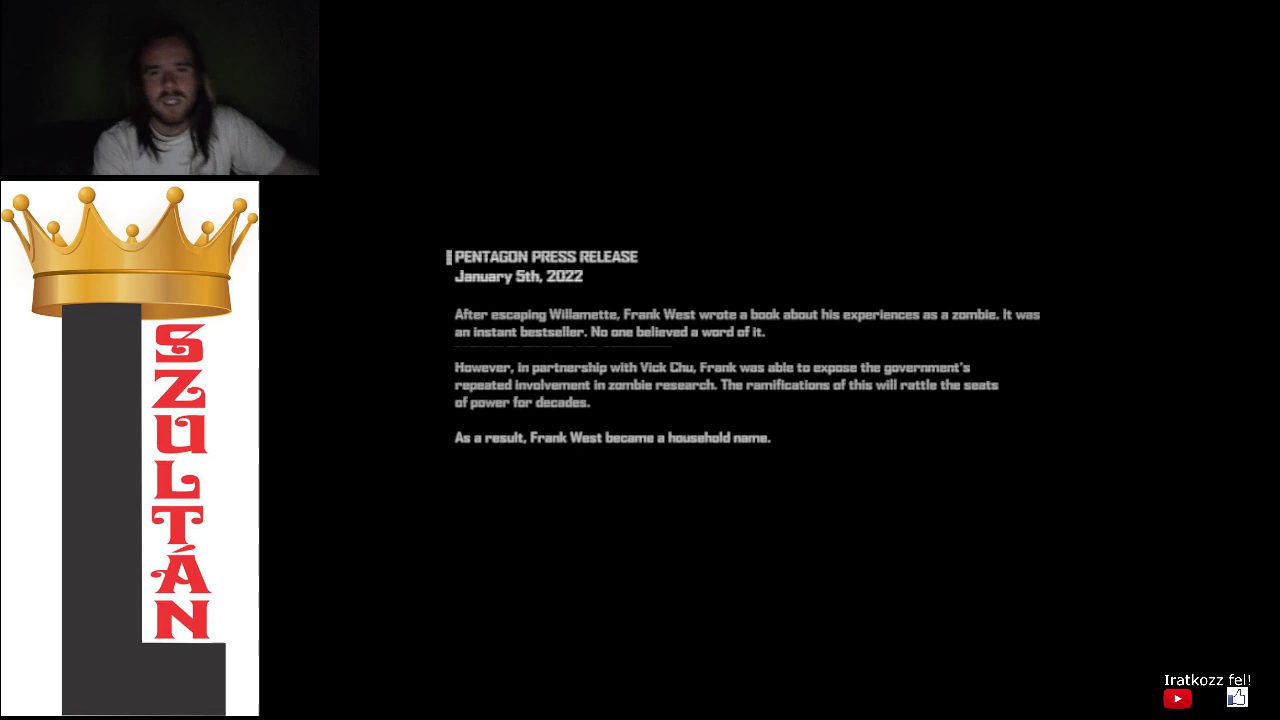 L
SZULTÁN
PENTAGON PRESS RELEASE
January 5th, 2022
After escaping Willamette, Frank West wrote a book about his experiences as a zombie. It was
an instant bestseller. No one believed a word of it.
However, in partnership with Vick Chu, Frank was able to expose the government's
repeated involvement in zombie research. The ramifications of this will rattle the seats
of power for decades.
As a result, Frank West became a household name.
Iratkozz fel!